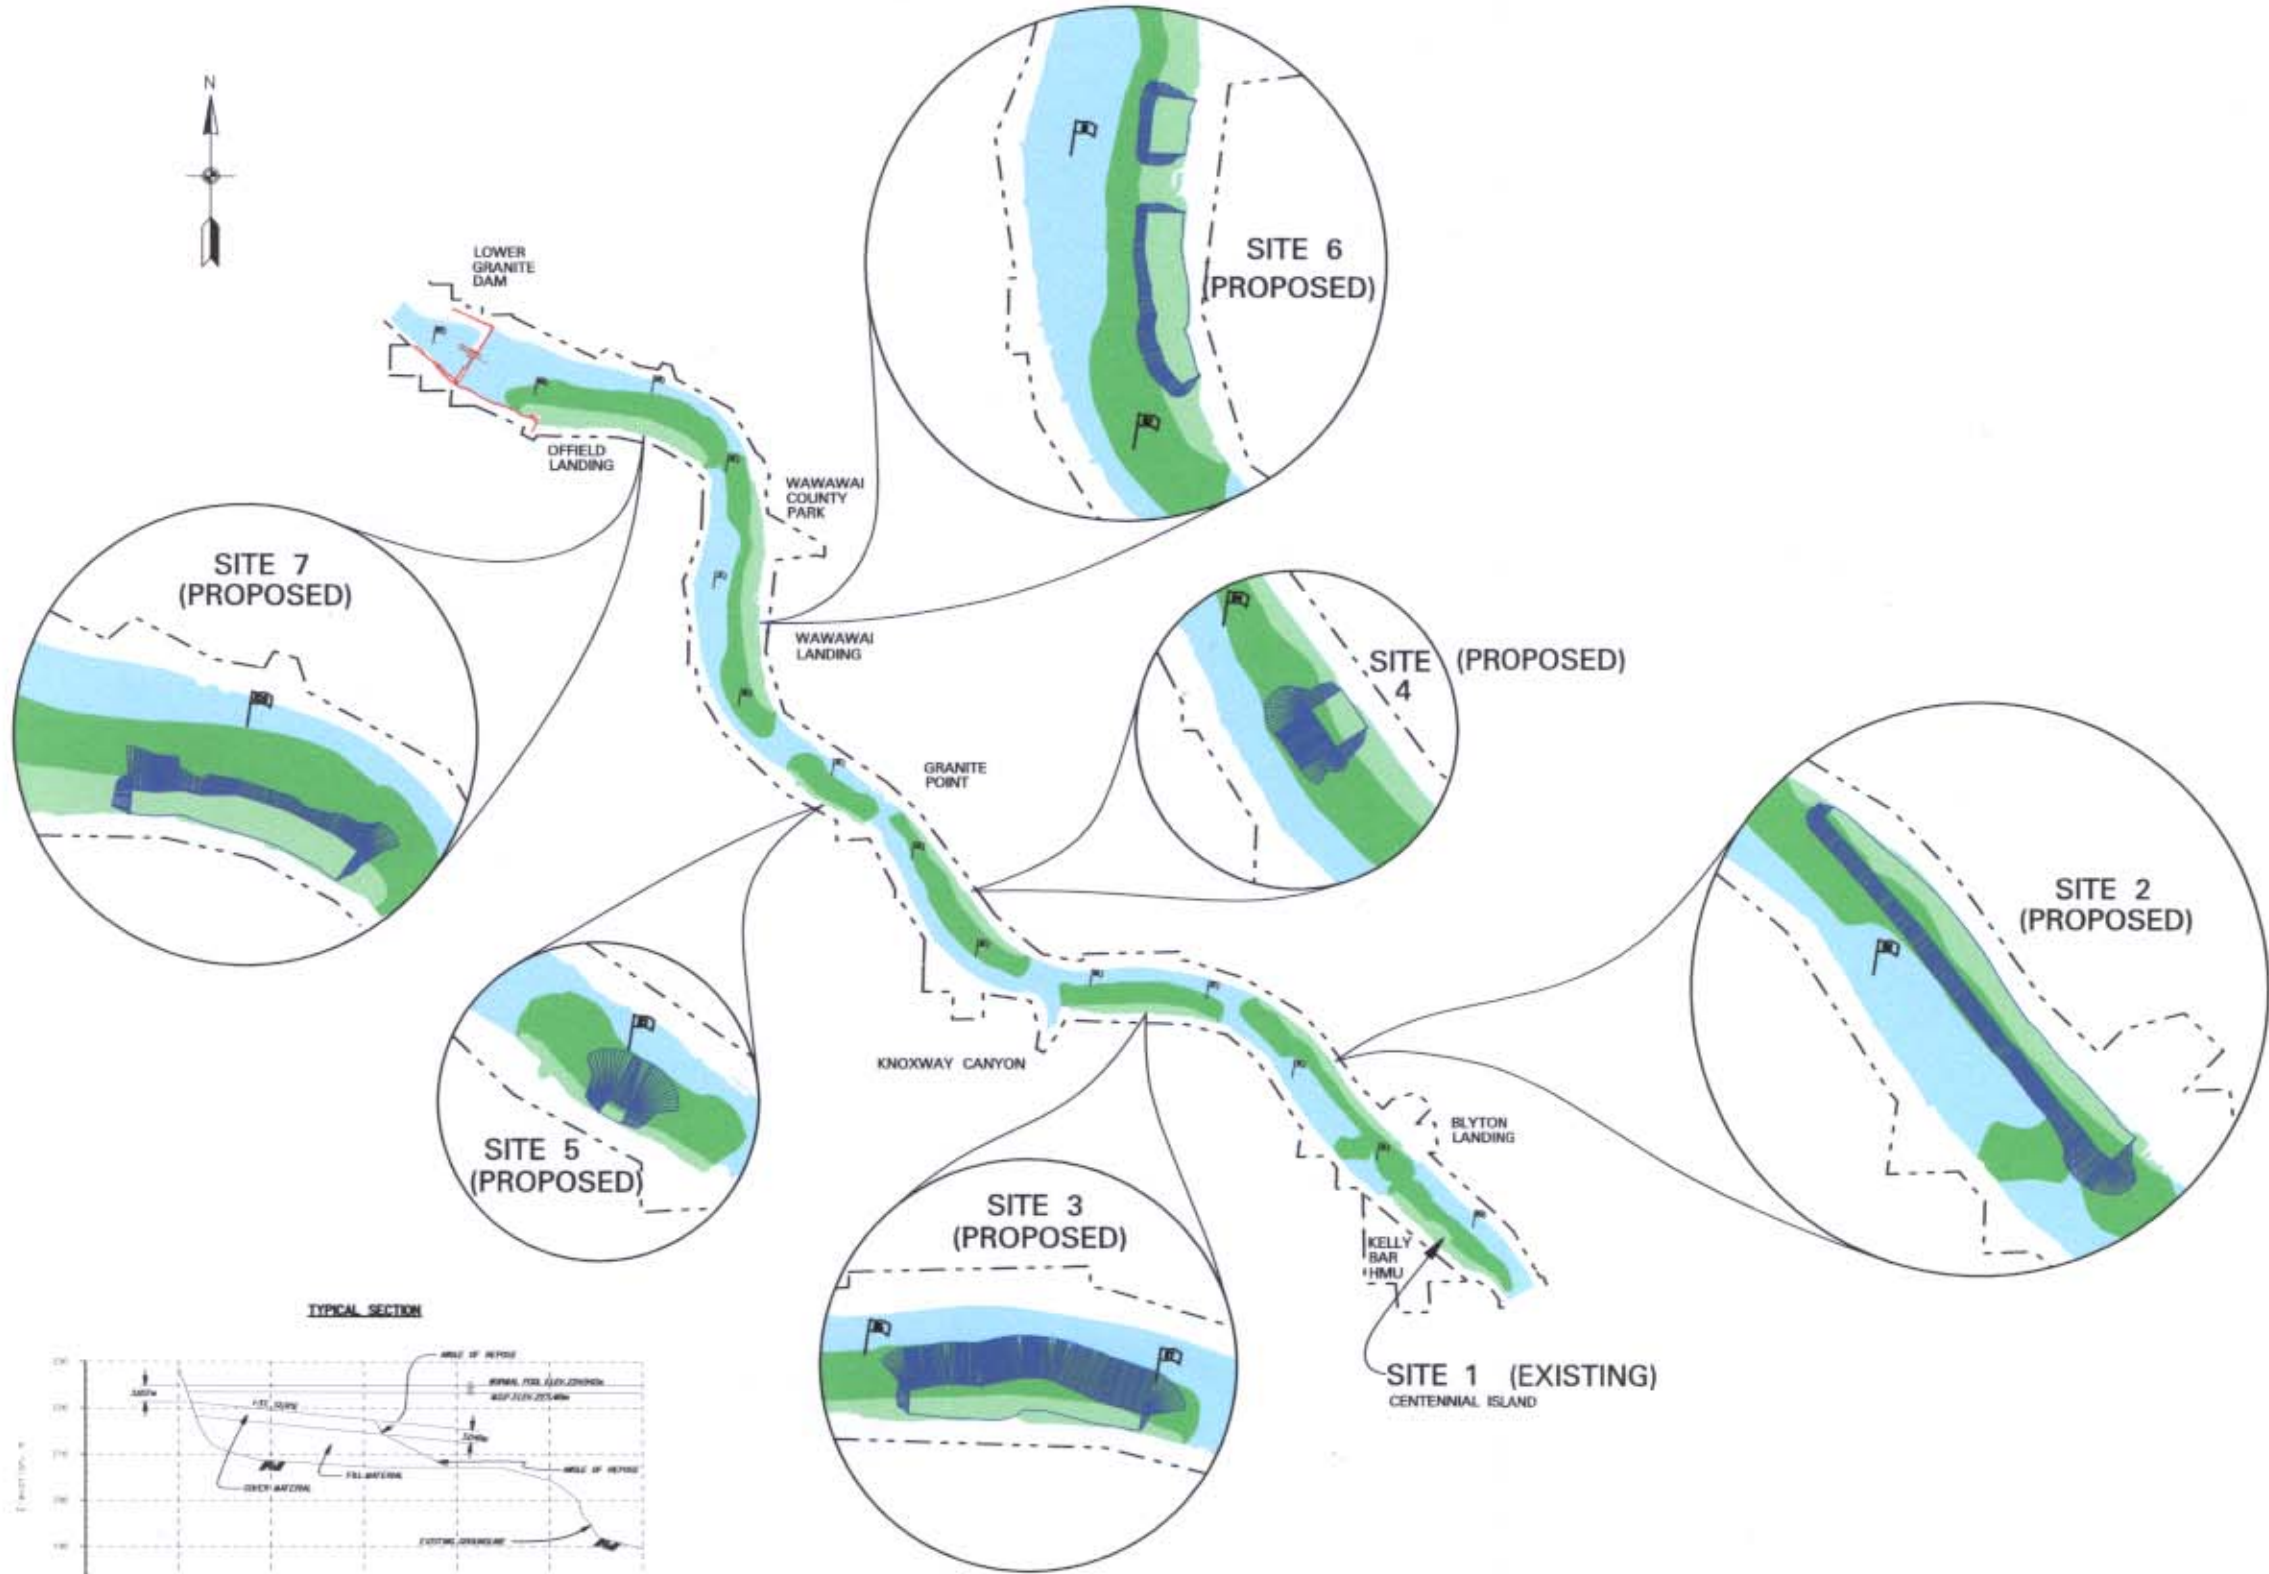 N
LOWER
GRANITE
DAM
OFFIELD
LANDING
WAWAWAI
COUNTY
PARK
WAWAWAI
LANDING
GRANITE
POINT
KNOXWAY CANYON
BLYTON
LANDING
KELLY
BAR
HMU
SITE 6
(PROPOSED)
SITE 7
(PROPOSED)
SITE (PROPOSED)
4
SITE 2
(PROPOSED)
SITE 5
(PROPOSED)
SITE 3
(PROPOSED)
SITE 1 (EXISTING)
CENTENNIAL ISLAND
TYPICAL SECTION
ANGLE OF REPOSE
FILL MATERIAL
COVER MATERIAL
ANGLE OF REPOSE
EXISTING GROUNDLINE